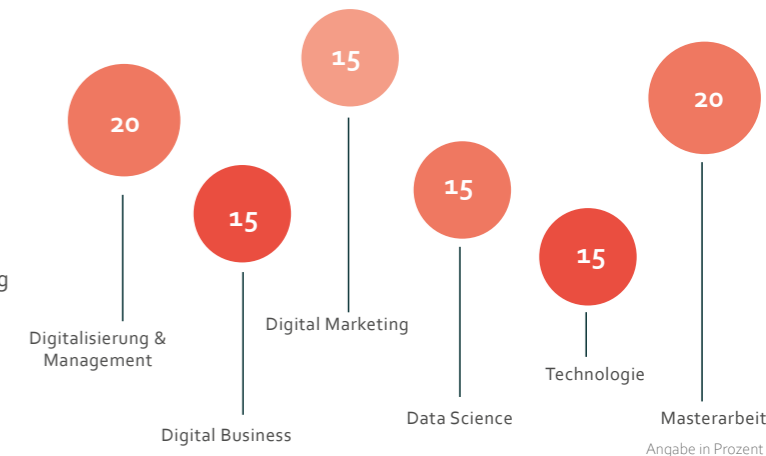 20
15
15
15
15
20
g
Digitalisierung &
Management
Digital Business
Digital Marketing
Data Science
Technologie
Masterarbeit
Angabe in Prozent